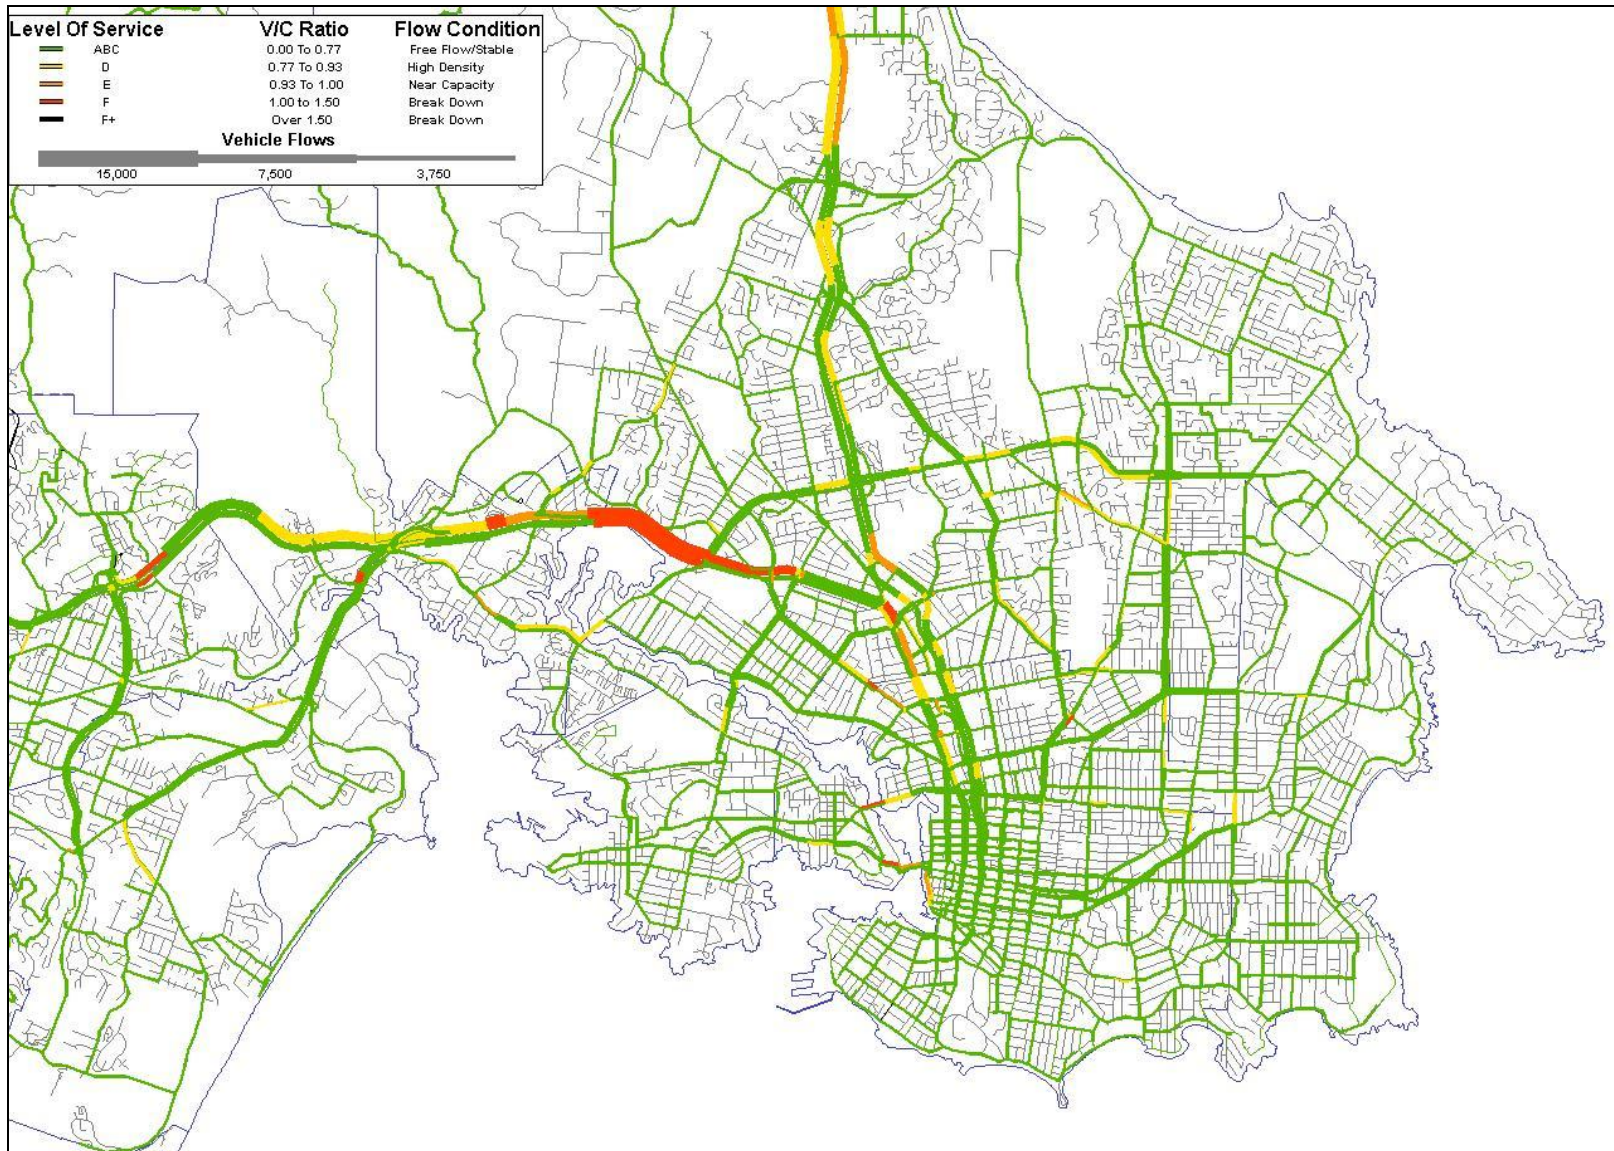 Level Of Service V/C Ratio Flow Condition
ABC 0.00 To 0.77 Free Flow/Stable
D 0.77 To 0.93 High Density
E 0.93 To 1.00 Near Capacity
F 1.00 to 1.50 Break Down
F+ Over 1.50 Break Down
Vehicle Flows
15,000 7,500 3,750